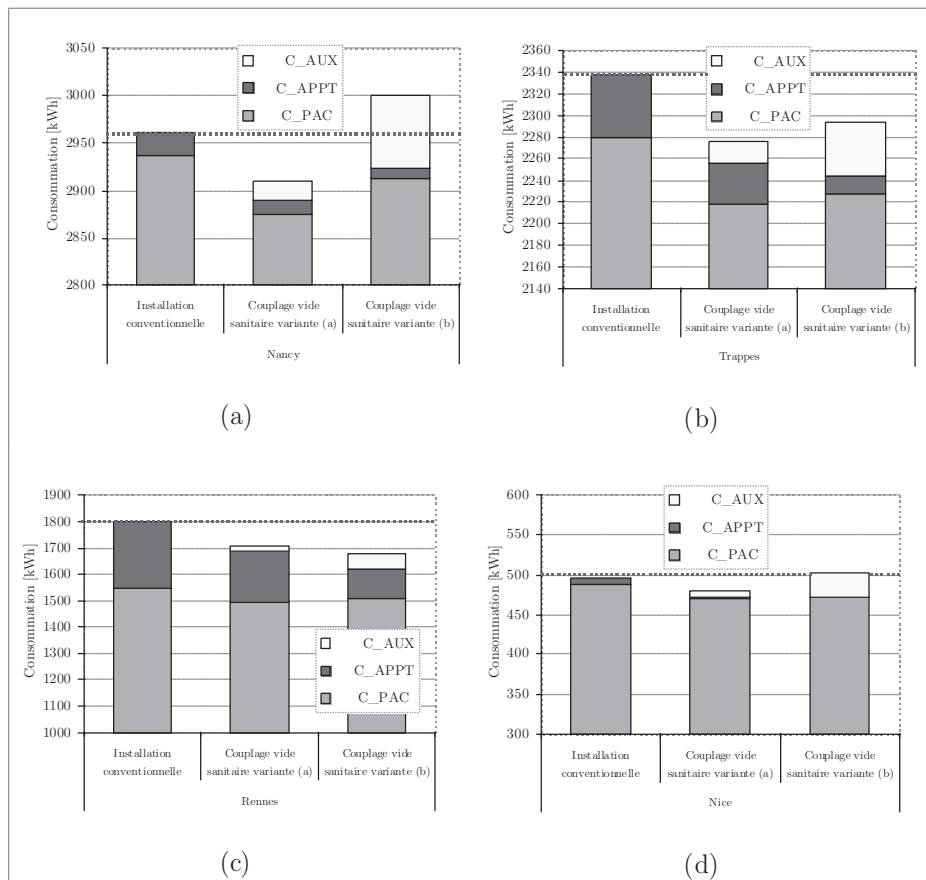 Consommation [kWh]
3050
3000
2950
2900
2850
2800
C_AUX
C_APPT
C_PAC
Installation
conventionnelle
Couplage vide
sanitaire variante (a)
Couplage vide
sanitaire variante (b)
Nancy
(a)
Consommation [kWh]
2360
2340
2320
2300
2280
2260
2240
2220
2200
2180
2160
2140
C_AUX
C_APPT
C_PAC
Installation
conventionnelle
Couplage vide
sanitaire variante (a)
Couplage vide
sanitaire variante (b)
Trappes
(b)
Consommation [kWh]
1900
1800
1700
1600
1500
1400
1300
1200
1100
1000
C_AUX
C_APPT
C_PAC
Installation
conventionnelle
Couplage vide
sanitaire variante (a)
Couplage vide
sanitaire variante (b)
Rennes
(c)
Consommation [kWh]
600
550
500
450
400
350
300
C_AUX
C_APPT
C_PAC
Installation
conventionnelle
Couplage vide
sanitaire variante (a)
Couplage vide
sanitaire variante (b)
Nice
(d)